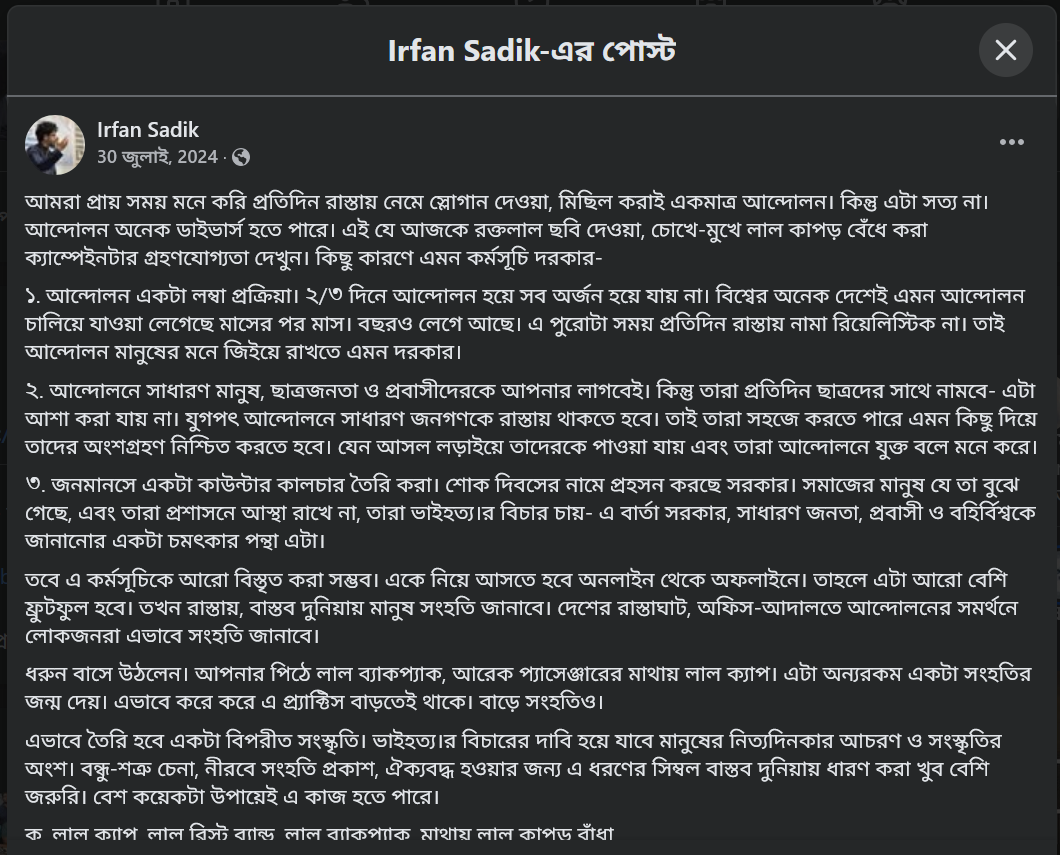 Irfan Sadik-এর পোস্ট
Irfan Sadik
30 জুলাই, 2024 ·
আমরা প্রায় সময় মনে করি প্রতিদিন রাস্তায় নেমে স্লোগান দেওয়া, মিছিল করাই একমাত্র আন্দোলন। কিন্তু এটা সত্য না।
আন্দোলন অনেক ডাইভার্স হতে পারে। এই যে আজকে রক্তলাল ছবি দেওয়া, চোখে-মুখে লাল কাপড় বেঁধে করা
ক্যাম্পেইনটার গ্রহণযোগ্যতা দেখুন। কিছু কারণে এমন কর্মসূচি দরকার-
১. আন্দোলন একটা লম্বা প্রক্রিয়া। ২/৩ দিনে আন্দোলন হয়ে সব অর্জন হয়ে যায় না। বিশ্বের অনেক দেশেই এমন আন্দোলন
চালিয়ে যাওয়া লেগেছে মাসের পর মাস। বছরও লেগে আছে। এ পুরোটা সময় প্রতিদিন রাস্তায় নামা রিয়েলিস্টিক না। তাই
আন্দোলন মানুষের মনে জিইয়ে রাখতে এমন দরকার।
২. আন্দোলনে সাধারণ মানুষ, ছাত্রজনতা ও প্রবাসীদেরকে আপনার লাগবেই। কিন্তু তারা প্রতিদিন ছাত্রদের সাথে নামবে- এটা
আশা করা যায় না। যুগপৎ আন্দোলনে সাধারণ জনগণকে রাস্তায় থাকতে হবে। তাই তারা সহজে করতে পারে এমন কিছু দিয়ে
তাদের অংশগ্রহণ নিশ্চিত করতে হবে। যেন আসল লড়াইয়ে তাদেরকে পাওয়া যায় এবং তারা আন্দোলনে যুক্ত বলে মনে করে।
৩. জনমানসে একটা কাউন্টার কালচার তৈরি করা। শোক দিবসের নামে প্রহসন করছে সরকার। সমাজের মানুষ যে তা বুঝে
গেছে, এবং তারা প্রশাসনে আস্থা রাখে না, তারা ভাইহত্য।র বিচার চায়- এ বার্তা সরকার, সাধারণ জনতা, প্রবাসী ও বহির্বিশ্বকে
জানানোর একটা চমৎকার পন্থা এটা।
তবে এ কর্মসূচিকে আরো বিস্তৃত করা সম্ভব। একে নিয়ে আসতে হবে অনলাইন থেকে অফলাইনে। তাহলে এটা আরো বেশি
ফ্রুটফুল হবে। তখন রাস্তায়, বাস্তব দুনিয়ায় মানুষ সংহতি জানাবে। দেশের রাস্তাঘাট, অফিস-আদালতে আন্দোলনের সমর্থনে
লোকজনরা এভাবে সংহতি জানাবে।
ধরুন বাসে উঠলেন। আপনার পিঠে লাল ব্যাকপ্যাক, আরেক প্যাসেঞ্জারের মাথায় লাল ক্যাপ। এটা অন্যরকম একটা সংহতির
জন্ম দেয়। এভাবে করে করে এ প্র্যাক্টিস বাড়তেই থাকে। বাড়ে সংহতিও।
এভাবে তৈরি হবে একটা বিপরীত সংস্কৃতি। ভাইহত্য।র বিচারের দাবি হয়ে যাবে মানুষের নিত্যদিনকার আচরণ ও সংস্কৃতির
অংশ। বন্ধু-শত্রু চেনা, নীরবে সংহতি প্রকাশ, ঐক্যবদ্ধ হওয়ার জন্য এ ধরণের সিম্বল বাস্তব দুনিয়ায় ধারণ করা খুব বেশি
জরুরি। বেশ কয়েকটা উপায়েই এ কাজ হতে পারে।
ক. লাল ক্যাপ, লাল রিস্ট ব্যান্ড, লাল ব্যাকপ্যাক, মাথায় লাল কাপড় বাঁধা